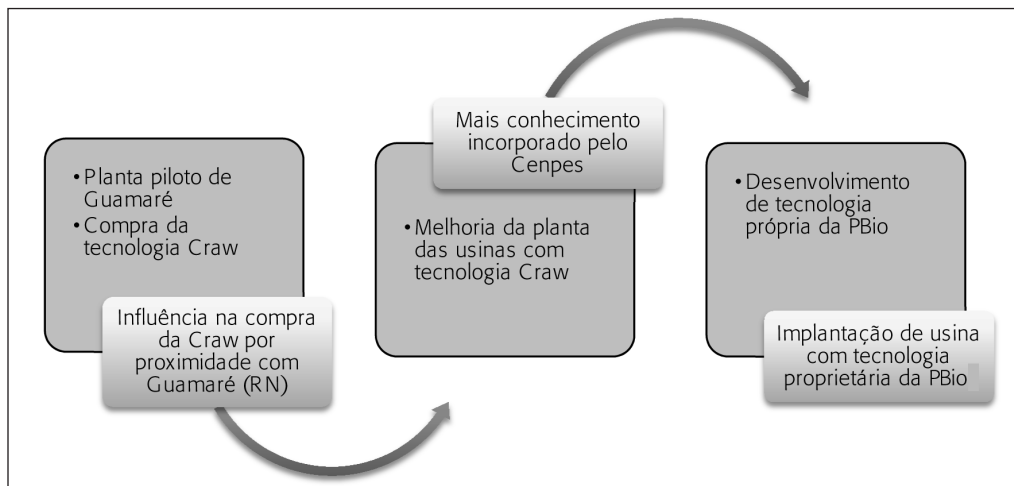 • Planta piloto de
Guamaré
• Compra da
tecnologia Craw
Influência na compra
da Craw por
proximidade com
Guamaré (RN)
Mais conhecimento
incorporado pelo
Cenpes
• Melhoria da planta
das usinas com
tecnologia Craw
• Desenvolvimento
de tecnologia
própria da PBio
Implantação de usina
com tecnologia
proprietária da PBio